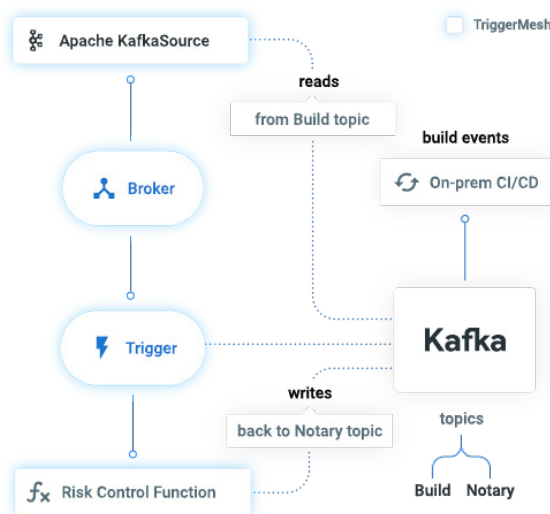 Apache KafkaSource
TriggerMesh
reads
from Build topic
build events
On-prem CI/CD
Broker
Kafka
Trigger
writes
back to Notary topic
topics
Build Notary
fx Risk Control Function